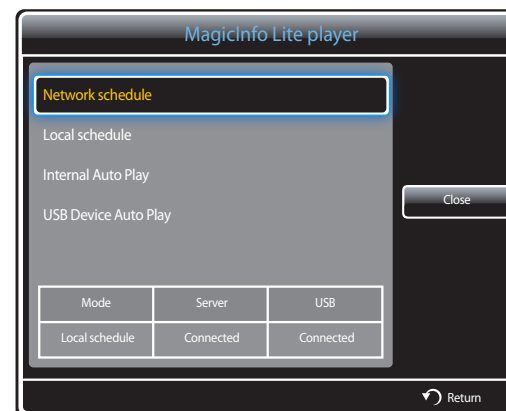 MagicInfo Lite player
Network schedule
Local schedule
Internal Auto Play
USB Device Auto Play
Close
Mode Server USB
Local schedule Connected Connected
Return